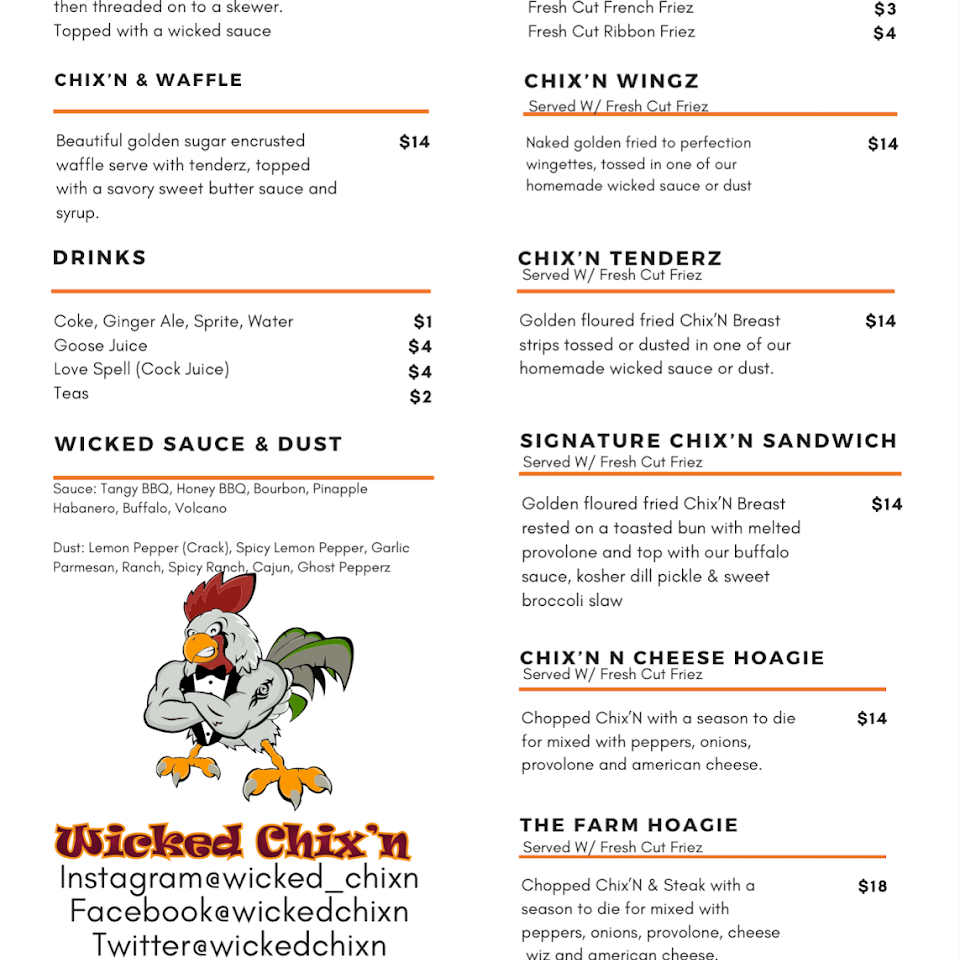 then threaded on to a skewer.
Topped with a wicked sauce
CHIX'N & WAFFLE
Beautiful golden sugar encrusted $14
waffle serve with tenderz, topped
with a savory sweet butter sauce and
syrup.
DRINKS
Coke, Ginger Ale, Sprite, Water $1
Goose Juice $4
Love Spell (Cock Juice) $4
Teas $2
WICKED SAUCE & DUST
Sauce: Tangy BBQ, Honey BBQ, Bourbon, Pinapple
Habanero, Buffalo, Volcano
Dust: Lemon Pepper (Crack), Spicy Lemon Pepper, Garlic
Parmesan, Ranch, Spicy Ranch, Cajun, Ghost Pepperz
Wicked Chix'n
Instagram@wicked_chixn
Facebook@wickedchixn
Twitter@wickedchixn
Fresh Cut French Friez $3
Fresh Cut Ribbon Friez $4
CHIX'N WINGZ
Served W/ Fresh Cut Friez
Naked golden fried to perfection $14
wingettes, tossed in one of our
homemade wicked sauce or dust
CHIX'N TENDERZ
Served W/ Fresh Cut Friez
Golden floured fried Chix'N Breast $14
strips tossed or dusted in one of our
homemade wicked sauce or dust.
SIGNATURE CHIX'N SANDWICH
Served W/ Fresh Cut Friez
Golden floured fried Chix'N Breast $14
rested on a toasted bun with melted
provolone and top with our buffalo
sauce, kosher dill pickle & sweet
broccoli slaw
CHIX'N N CHEESE HOAGIE
Served W/ Fresh Cut Friez
Chopped Chix'N with a season to die $14
for mixed with peppers, onions,
provolone and american cheese.
THE FARM HOAGIE
Served W/ Fresh Cut Friez
Chopped Chix'N & Steak with a $18
season to die for mixed with
peppers, onions, provolone, cheese
wiz and american cheese.